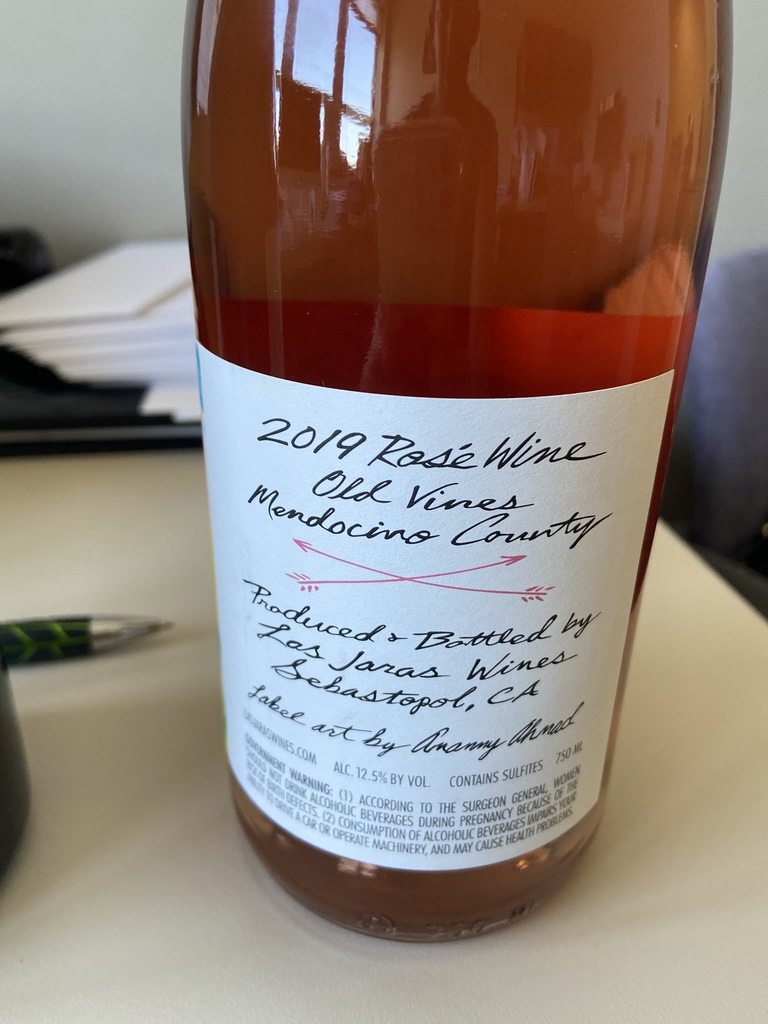 2019 Rosé Wine
Old Vines
Mendocino County
Produced & Bottled by
Las Jaras Wines
Sebastopol, CA
Label art by Ananny Ahmad
LASJARASWINES.COM ALC. 12.5% BY VOL. CONTAINS SULFITES 750 ML
GOVERNMENT WARNING: (1) ACCORDING TO THE SURGEON GENERAL, WOMEN
SHOULD NOT DRINK ALCOHOLIC BEVERAGES DURING PREGNANCY BECAUSE OF THE
RISK OF BIRTH DEFECTS. (2) CONSUMPTION OF ALCOHOLIC BEVERAGES IMPAIRS YOUR
ABILITY TO DRIVE A CAR OR OPERATE MACHINERY, AND MAY CAUSE HEALTH PROBLEMS.